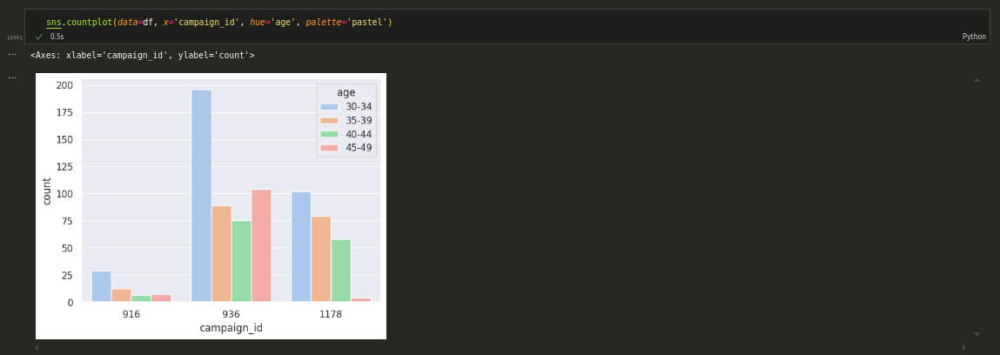 sns.countplot(data=df, x='campaign_id', hue='age', palette='pastel')
[859]
0.5s
Python
...
<Axes: xlabel='campaign_id', ylabel='count'>
...
200
175
150
125
100
75
50
25
0
count
age
30-34
35-39
40-44
45-49
916
936
1178
campaign_id